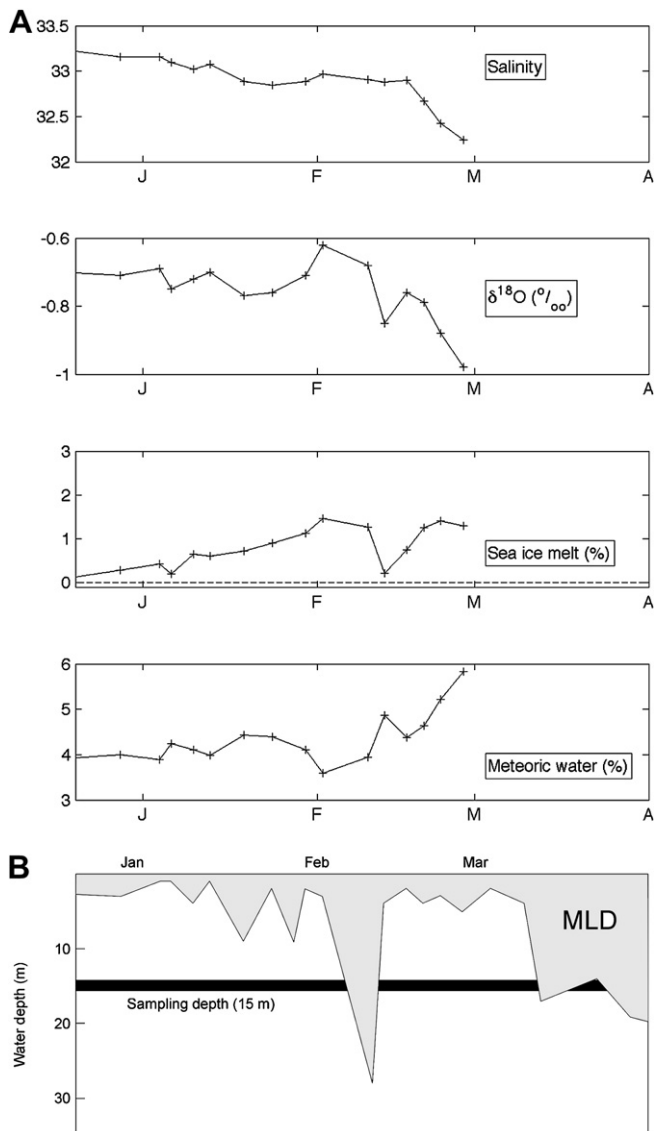 A
33.5
33
32.5
32
Salinity
J F M A
-0.6
-0.8
-1
δ¹⁸O (º/ₒₒ)
J F M A
3
2
1
0
Sea ice melt (%)
J F M A
6
5
4
3
Meteoric water (%)
J F M A
B
Jan Feb Mar
MLD
10
20
30
Water depth (m)
Sampling depth (15 m)